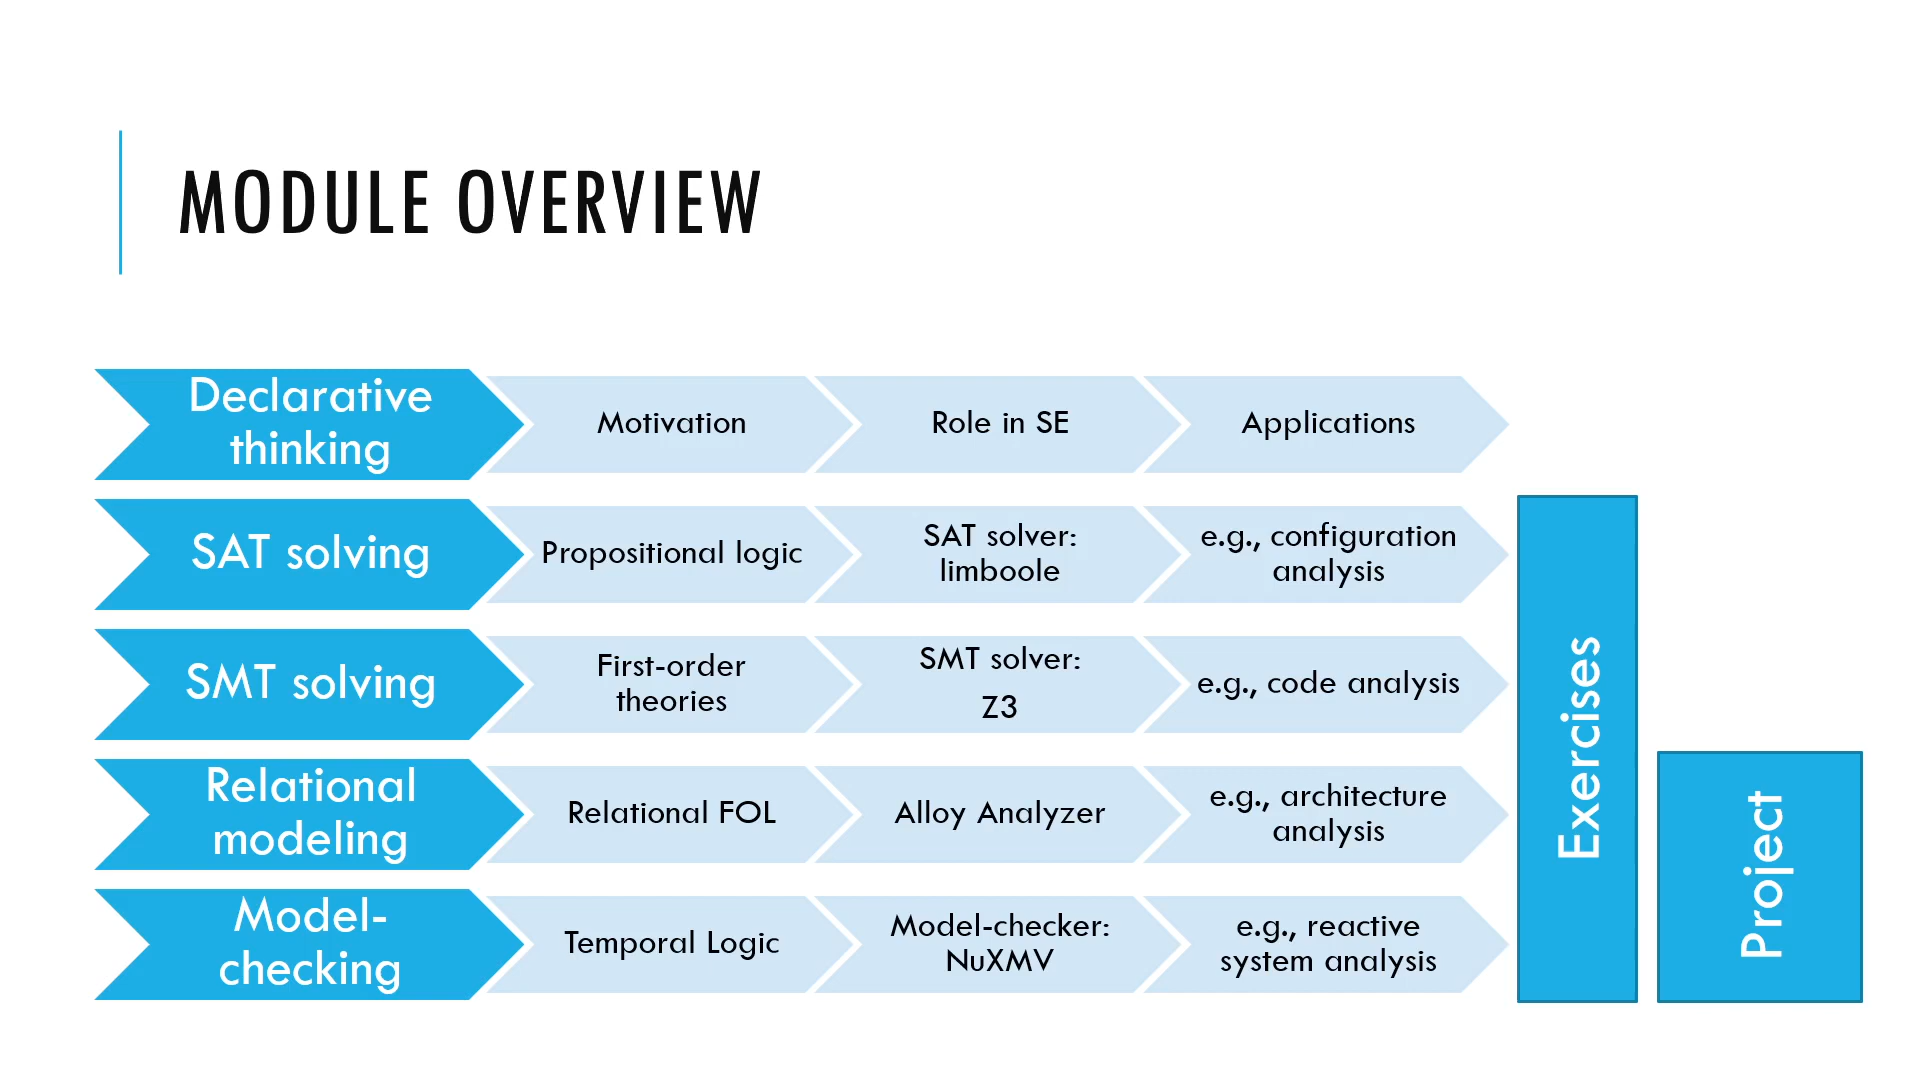 MODULE OVERVIEW
Declarative
thinking
Motivation
Role in SE
Applications
SAT solving
Propositional logic
SAT solver:
limboole
e.g., configuration
analysis
SMT solving
First-order
theories
SMT solver:
Z3
e.g., code analysis
Relational
modeling
Relational FOL
Alloy Analyzer
e.g., architecture
analysis
Model-
checking
Temporal Logic
Model-checker:
NuXMV
e.g., reactive
system analysis
Exercises
Project